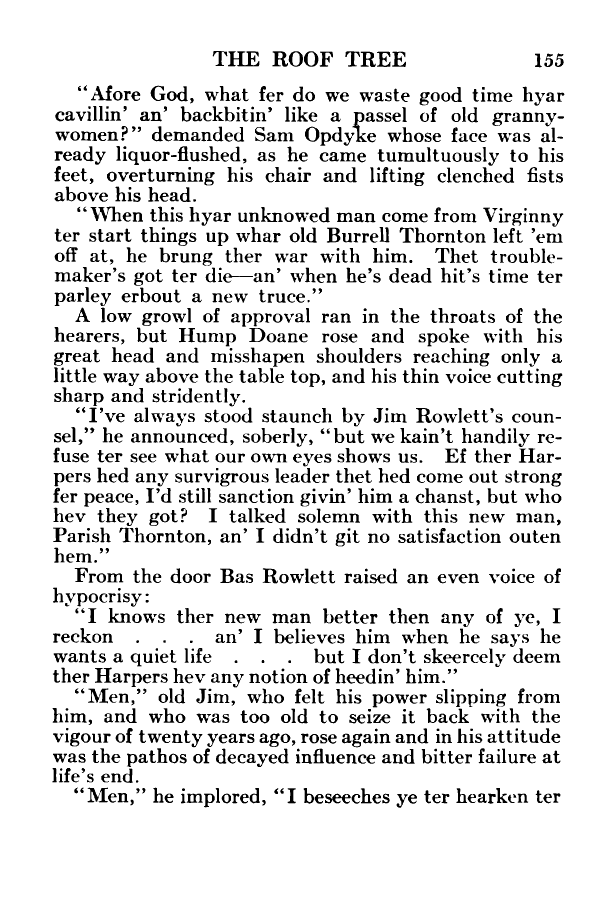 THE ROOF TREE 155
“Afore God, what fer do we waste good time hyar
cavillin’ an’ backbitin’ like a passel of old granny-
women?” demanded Sam Opdyke whose face was al-
ready liquor-flushed, as he came tumultuously to his
feet, overturning his chair and lifting clenched fists
above his head.
“When this hyar unknowed man come from Virginny
ter start things up whar old Burrell Thornton left ’em
off at, he brung ther war with him. Thet trouble-
maker’s got ter die—an’ when he’s dead hit’s time ter
parley erbout a new truce.”
A low growl of approval ran in the throats of the
hearers, but Hump Doane rose and spoke with his
great head and misshapen shoulders reaching only a
little way above the table top, and his thin voice cutting
sharp and stridently.
“I’ve always stood staunch by Jim Rowlett’s coun-
sel,” he announced, soberly, “but we kain’t handily re-
fuse ter see what our own eyes shows us. Ef ther Har-
pers hed any survigrous leader thet hed come out strong
fer peace, I’d still sanction givin’ him a chanst, but who
hev they got? I talked solemn with this new man,
Parish Thornton, an’ I didn’t git no satisfaction outen
hem.”
From the door Bas Rowlett raised an even voice of
hypocrisy:
“I knows ther new man better then any of ye, I
reckon . . . an’ I believes him when he says he
wants a quiet life . . . but I don’t skeercely deem
ther Harpers hev any notion of heedin’ him.”
“Men,” old Jim, who felt his power slipping from
him, and who was too old to seize it back with the
vigour of twenty years ago, rose again and in his attitude
was the pathos of decayed influence and bitter failure at
life’s end.
“Men,” he implored, “I beseeches ye ter hearken ter